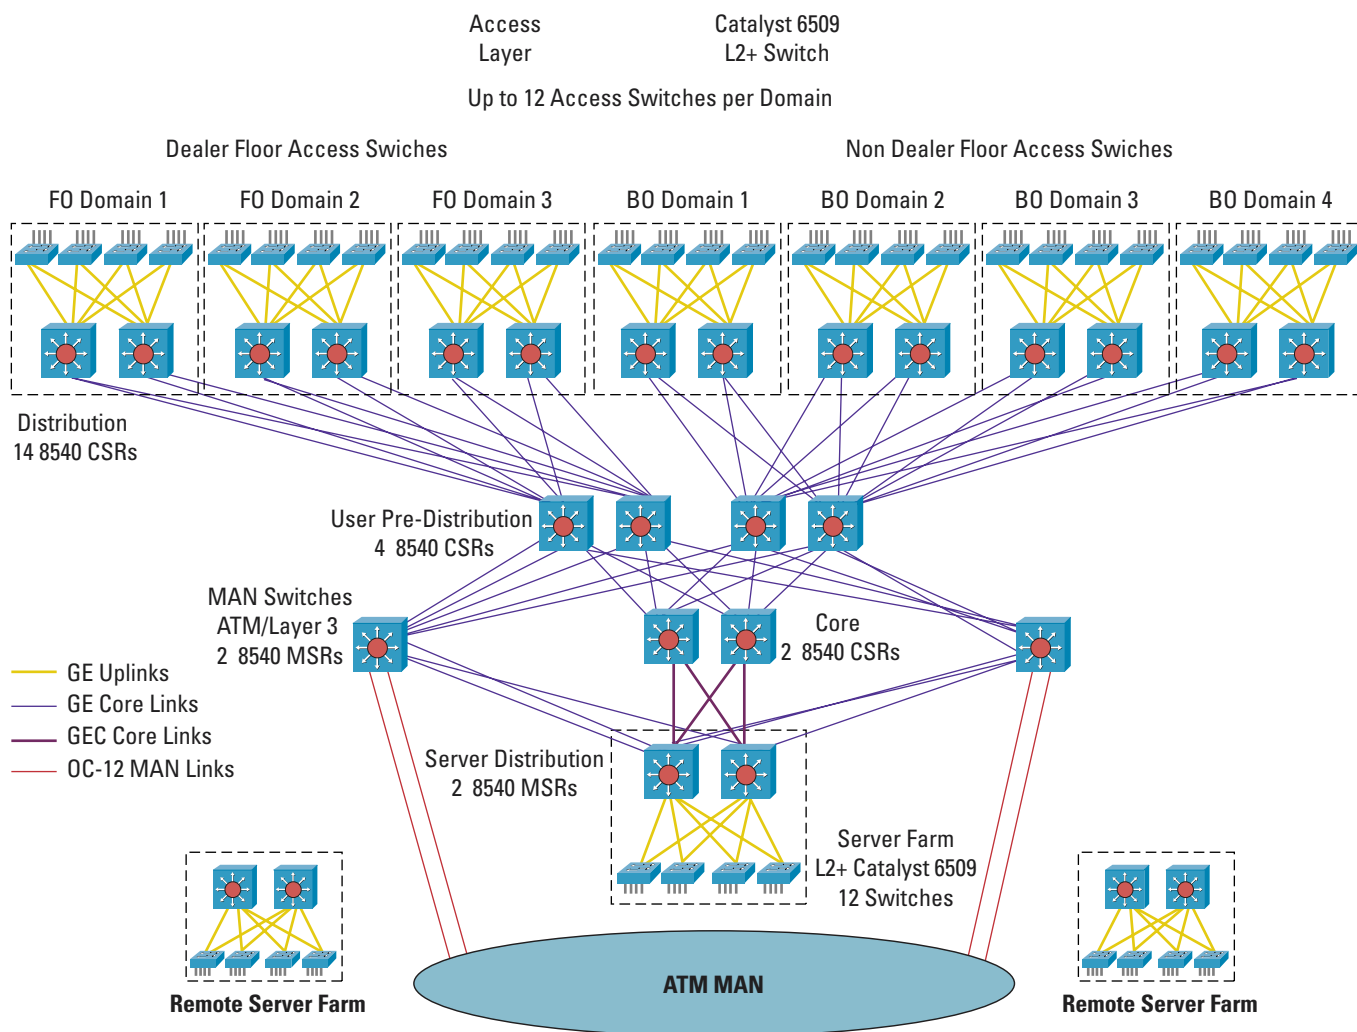 Access Layer
Catalyst 6509 L2+ Switch
Up to 12 Access Switches per Domain
Dealer Floor Access Swiches
Non Dealer Floor Access Swiches
FO Domain 1
FO Domain 2
FO Domain 3
BO Domain 1
BO Domain 2
BO Domain 3
BO Domain 4
Distribution
14 8540 CSRs
User Pre-Distribution
4 8540 CSRs
MAN Switches
ATM/Layer 3
2 8540 MSRs
Core
2 8540 CSRs
GE Uplinks
GE Core Links
GEC Core Links
OC-12 MAN Links
Server Distribution
2 8540 MSRs
Server Farm
L2+ Catalyst 6509
12 Switches
ATM MAN
Remote Server Farm
Remote Server Farm